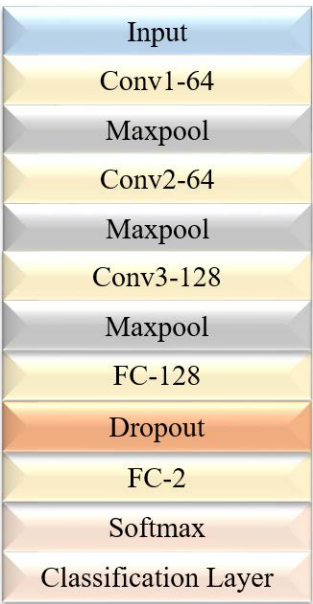 Input
Conv1-64
Maxpool
Conv2-64
Maxpool
Conv3-128
Maxpool
FC-128
Dropout
FC-2
Softmax
Classification Layer